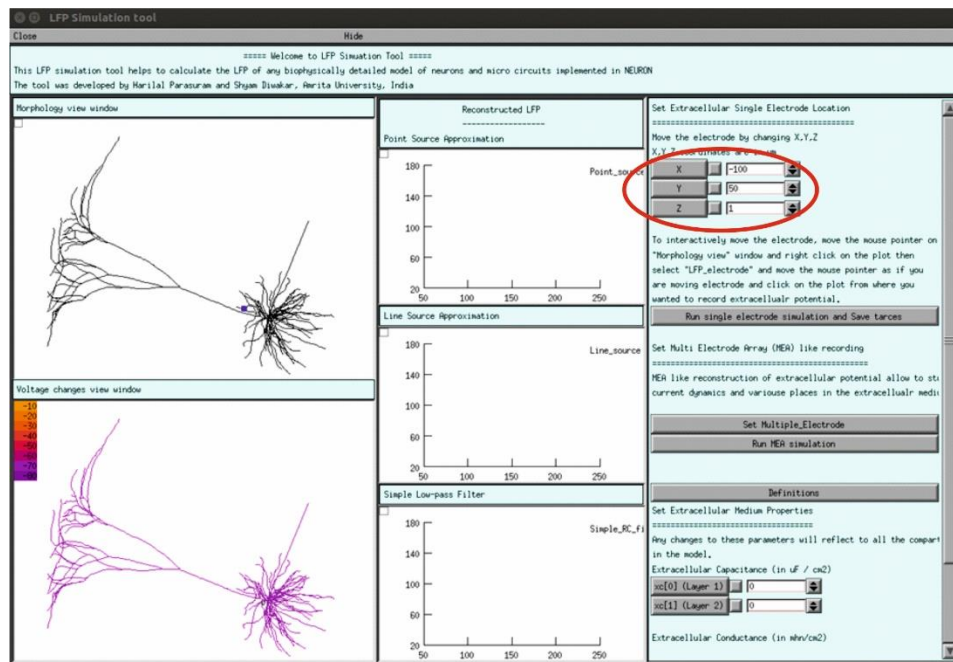 LFP Simulation tool
Close Hide
===== Welcome to LFP Simuation Tool =====
This LFP simulation tool helps to calculate the LFP of any biophysically detailed model of neurons and micro circuits implemented in NEURON
The tool was developed by Harilal Parasuram and Shyam Diwakar, Amrita University, India
Morphology view window
Voltage changes view window
-10
-20
-30
-40
-50
-60
-70
-80
Reconstructed LFP
------------------
Point Source Approximation
Point_source
180
140
100
60
20
50 100 150 200 250
Line Source Approximation
Line_source
180
140
100
60
20
50 100 150 200 250
Simple Low-pass Filter
Simple_RC_fi
180
140
100
60
20
50 100 150 200 250
Set Extracellular Single Electrode Location
============================================
Move the electrode by changing X,Y,Z
X,Y,Z coordinates are in um
X -100
Y 50
Z 1
To interactively move the electrode, move the mouse pointer on
"Morphology view" window and right click on the plot then
select "LFP_electrode" and move the mouse pointer as if you
are moving electrode and click on the plot from where you
wanted to record extracellualr potential.
Run single electrode simulation and Save tarces
Set Multi Electrode Array (MEA) like recording
===============================================
MEA like reconstruction of extracellular potential allow to stu
current dynamics and variouse places in the extracellualr mediu
Set Multiple_Electrode
Run MEA simulation
Definitions
Set Extracellular Medium Properties
===================================
Any changes to these parameters will reflect to all the compart
in the model.
Extracellular Capacitance (in uF / cm2)
xc[0] (Layer 1) 0
xc[1] (Layer 2) 0
Extracellular Conductance (in mhn/cm2)